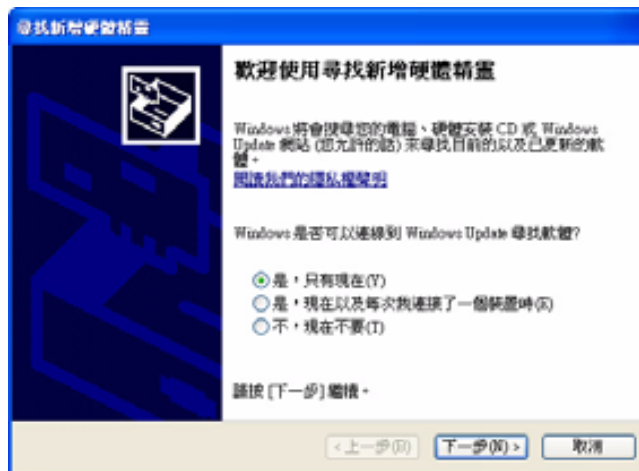 尋找新增硬體精靈
歡迎使用尋找新增硬體精靈
Windows 將會搜尋您的電腦、硬體安裝 CD 或 Windows
Update 網站 (您允許的話) 來尋找目前的以及已更新的軟
體。
閱讀我們的隱私權聲明
Windows 是否可以連線到 Windows Update 尋找軟體?
是，只有現在(Y)
是，現在以及每次我連接了一個裝置時(E)
不，現在不要(T)
請按 [下一步] 繼續。
<上一步(B) 下一步(N)> 取消